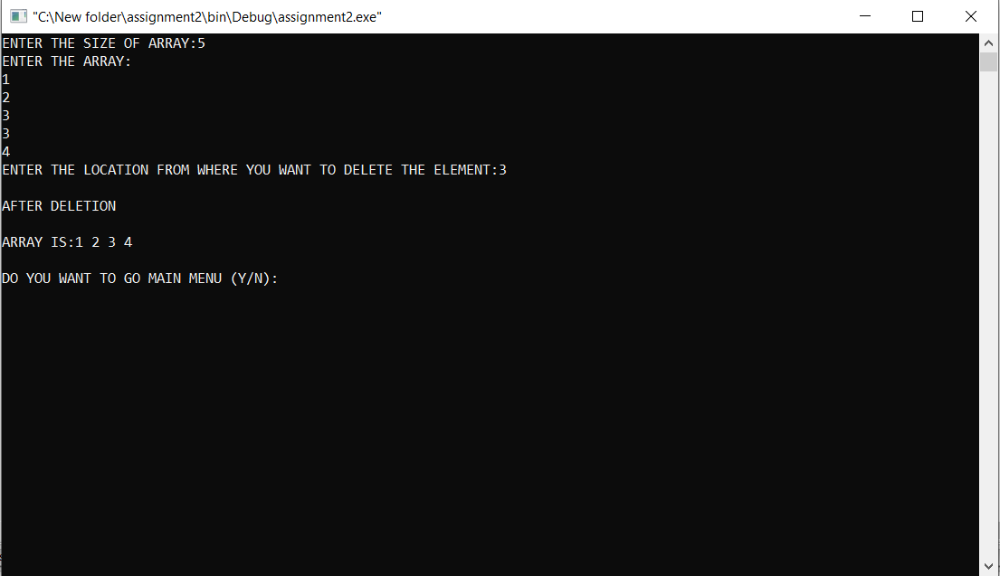 "C:\New folder\assignment2\bin\Debug\assignment2.exe"
ENTER THE SIZE OF ARRAY:5
ENTER THE ARRAY:
1
2
3
3
4
ENTER THE LOCATION FROM WHERE YOU WANT TO DELETE THE ELEMENT:3
AFTER DELETION
ARRAY IS:1 2 3 4
DO YOU WANT TO GO MAIN MENU (Y/N):